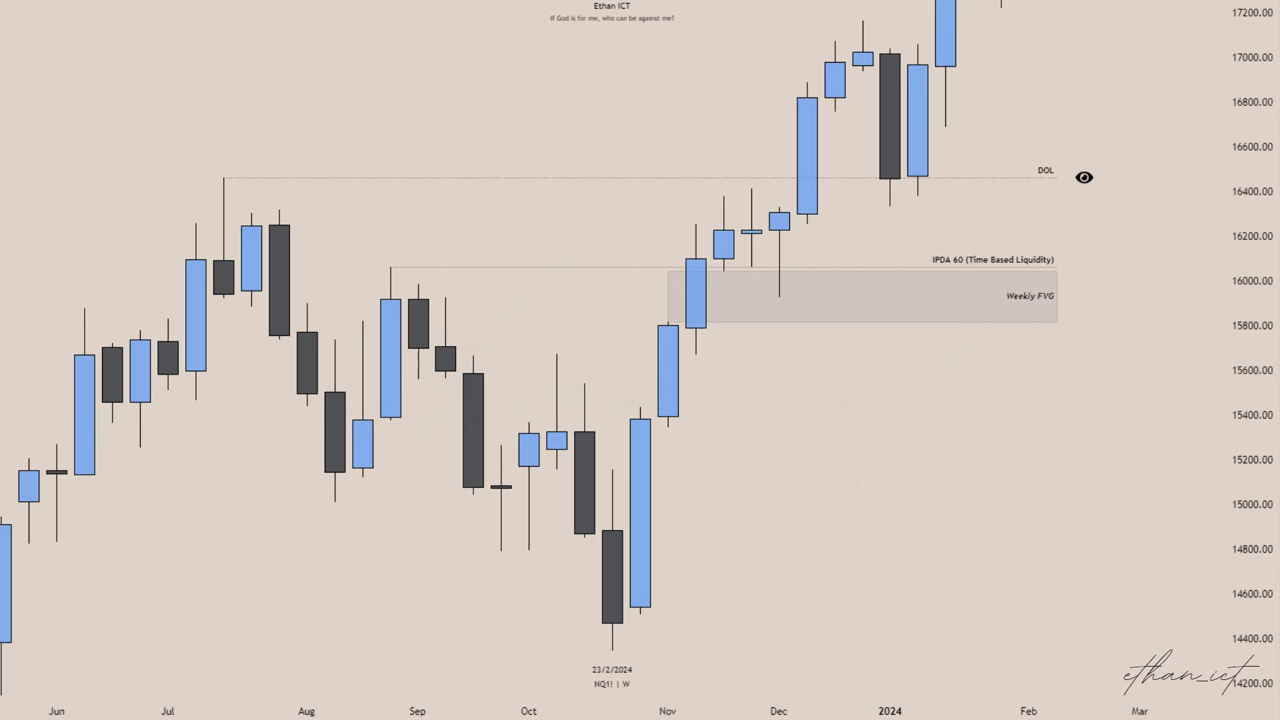 Ethan ICT
If God is for me, who can be against me?
17200.00
17000.00
16800.00
16600.00
DOL
16400.00
16200.00
IPDA 60 (Time Based Liquidity)
16000.00
Weekly FVG
15800.00
15600.00
15400.00
15200.00
15000.00
14800.00
14600.00
14400.00
23/2/2024
NQ1! | W
ethan_ict
14200.00
Jun Jul Aug Sep Oct Nov Dec 2024 Feb Mar